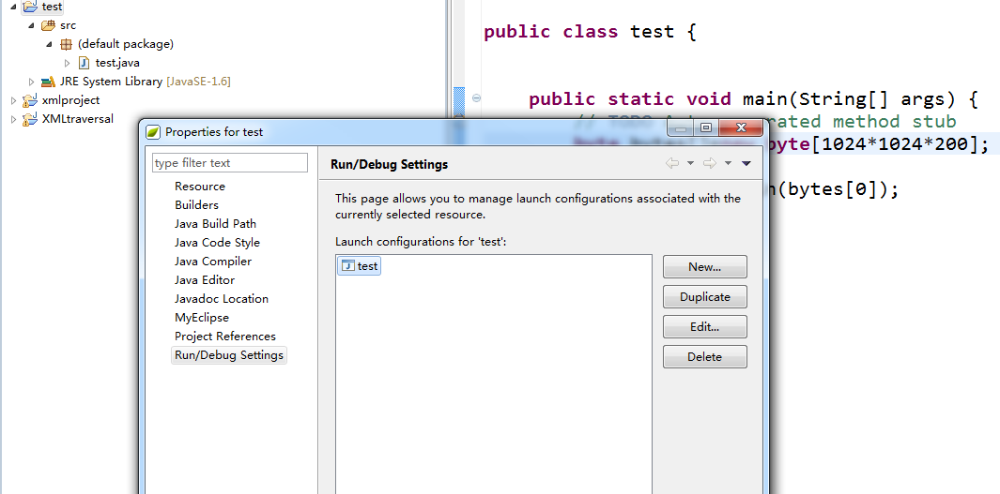 test
src
(default package)
test.java
JRE System Library [JavaSE-1.6]
xmlproject
XMLtraversal
public class test {
public static void main(String[] args) {
// TODO rated method stub
byte[1024*1024*200];
n(bytes[0]);
Properties for test
type filter text
Resource
Builders
Java Build Path
Java Code Style
Java Compiler
Java Editor
Javadoc Location
MyEclipse
Project References
Run/Debug Settings
Run/Debug Settings
This page allows you to manage launch configurations associated with the
currently selected resource.
Launch configurations for 'test':
test
New...
Duplicate
Edit...
Delete